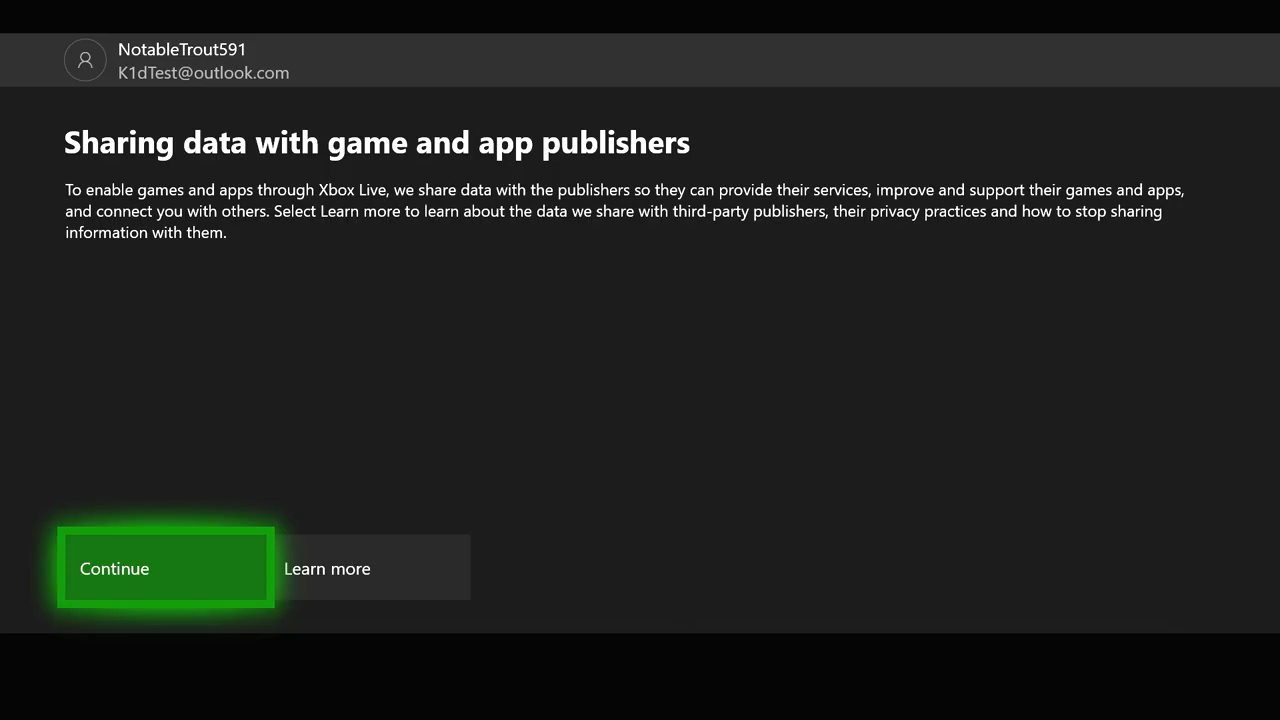 NotableTrout591
K1dTest@outlook.com
Sharing data with game and app publishers
To enable games and apps through Xbox Live, we share data with the publishers so they can provide their services, improve and support their games and apps,
and connect you with others. Select Learn more to learn about the data we share with third-party publishers, their privacy practices and how to stop sharing
information with them.
Continue
Learn more